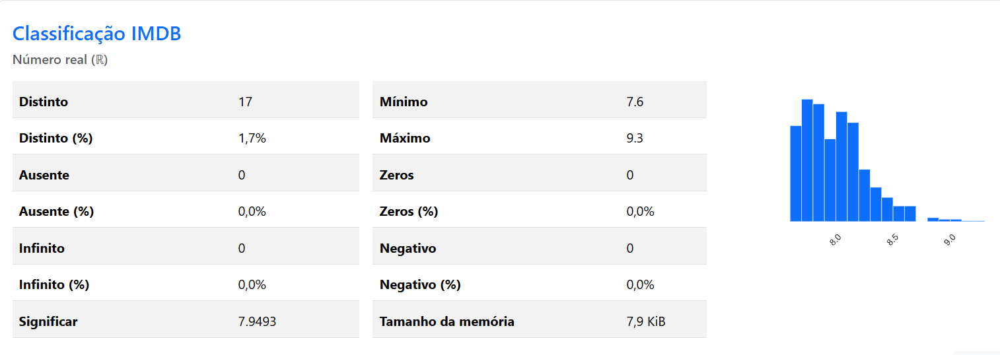 Classificação IMDB
Número real (ℝ)
Distinto 17
Distinto (%) 1,7%
Ausente 0
Ausente (%) 0,0%
Infinito 0
Infinito (%) 0,0%
Significar 7.9493
Mínimo 7.6
Máximo 9.3
Zeros 0
Zeros (%) 0,0%
Negativo 0
Negativo (%) 0,0%
Tamanho da memória 7,9 KiB
8.0
8.5
9.0